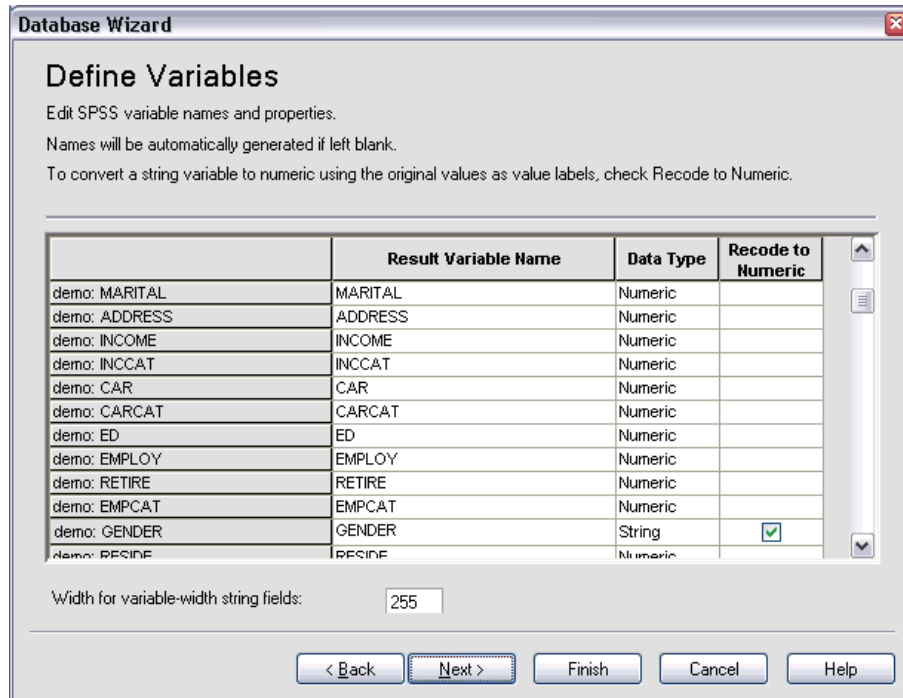 Database Wizard
Define Variables
Edit SPSS variable names and properties.
Names will be automatically generated if left blank.
To convert a string variable to numeric using the original values as value labels, check Recode to Numeric.
Result Variable Name Data Type Recode to Numeric
demo: MARITAL MARITAL Numeric
demo: ADDRESS ADDRESS Numeric
demo: INCOME INCOME Numeric
demo: INCCAT INCCAT Numeric
demo: CAR CAR Numeric
demo: CARCAT CARCAT Numeric
demo: ED ED Numeric
demo: EMPLOY EMPLOY Numeric
demo: RETIRE RETIRE Numeric
demo: EMPCAT EMPCAT Numeric
demo: GENDER GENDER String
demo: RESIDE RESIDE Numeric
Width for variable-width string fields: 255
< Back Next > Finish Cancel Help